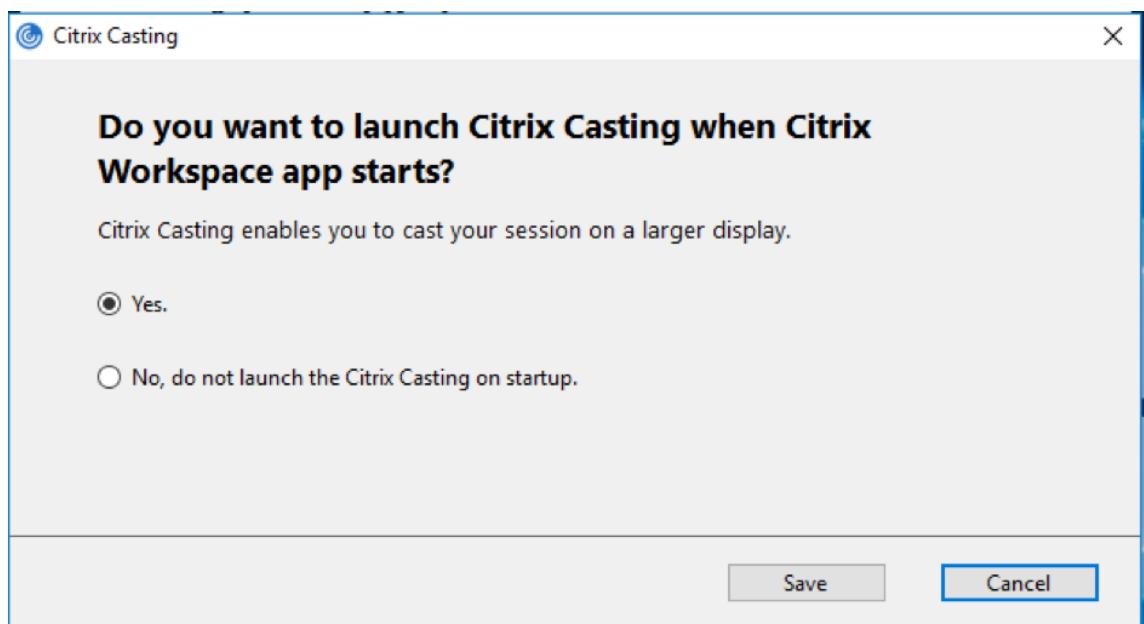 Citrix Casting
Do you want to launch Citrix Casting when Citrix
Workspace app starts?
Citrix Casting enables you to cast your session on a larger display.
Yes.
No, do not launch the Citrix Casting on startup.
Save
Cancel